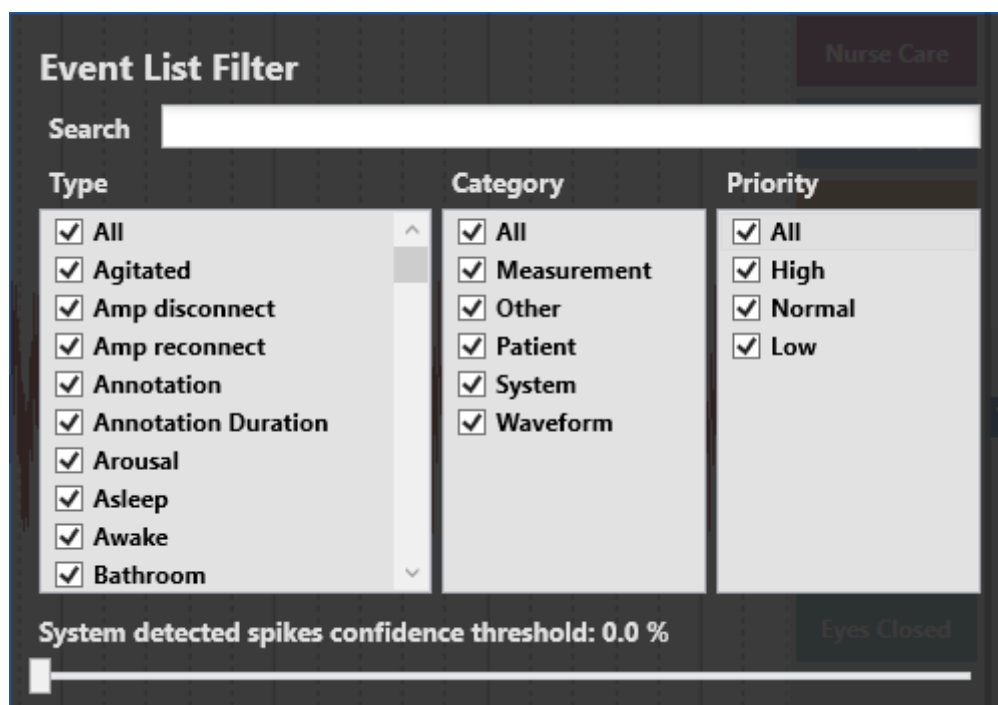 Nurse Care
Event List Filter
Search
Type
Category
Priority
All
Agitated
Amp disconnect
Amp reconnect
Annotation
Annotation Duration
Arousal
Asleep
Awake
Bathroom
All
Measurement
Other
Patient
System
Waveform
All
High
Normal
Low
System detected spikes confidence threshold: 0.0 %
Eyes Closed